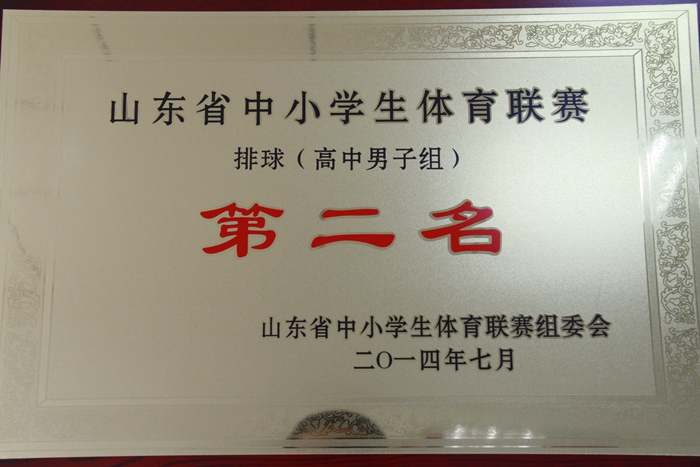 山东省中小学生体育联赛
排球（高中男子组）
第二名
山东省中小学生体育联赛组委会
二〇一四年七月